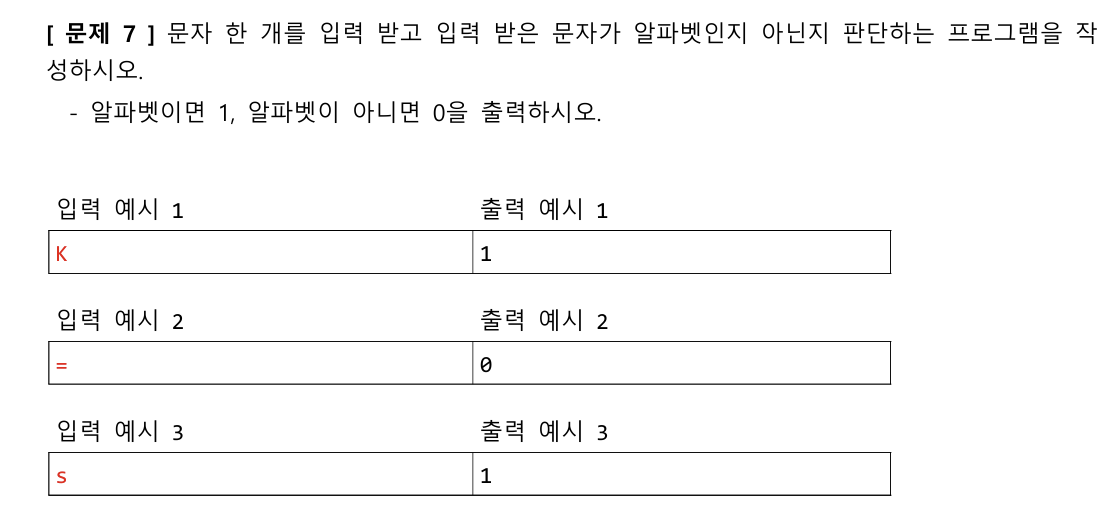 [ 문제 7 ] 문자 한 개를 입력 받고 입력 받은 문자가 알파벳인지 아닌지 판단하는 프로그램을 작
성하시오.
- 알파벳이면 1, 알파벳이 아니면 0을 출력하시오.
입력 예시 1 출력 예시 1
K 1
입력 예시 2 출력 예시 2
= 0
입력 예시 3 출력 예시 3
s 1